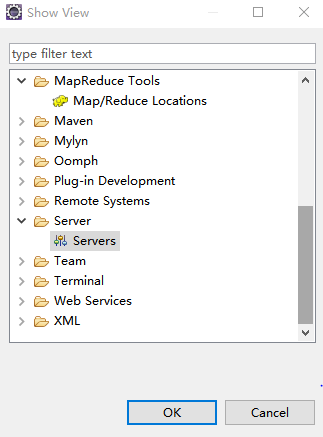 Show View
type filter text
MapReduce Tools
Map/Reduce Locations
Maven
Mylyn
Oomph
Plug-in Development
Remote Systems
Server
Servers
Team
Terminal
Web Services
XML
OK Cancel